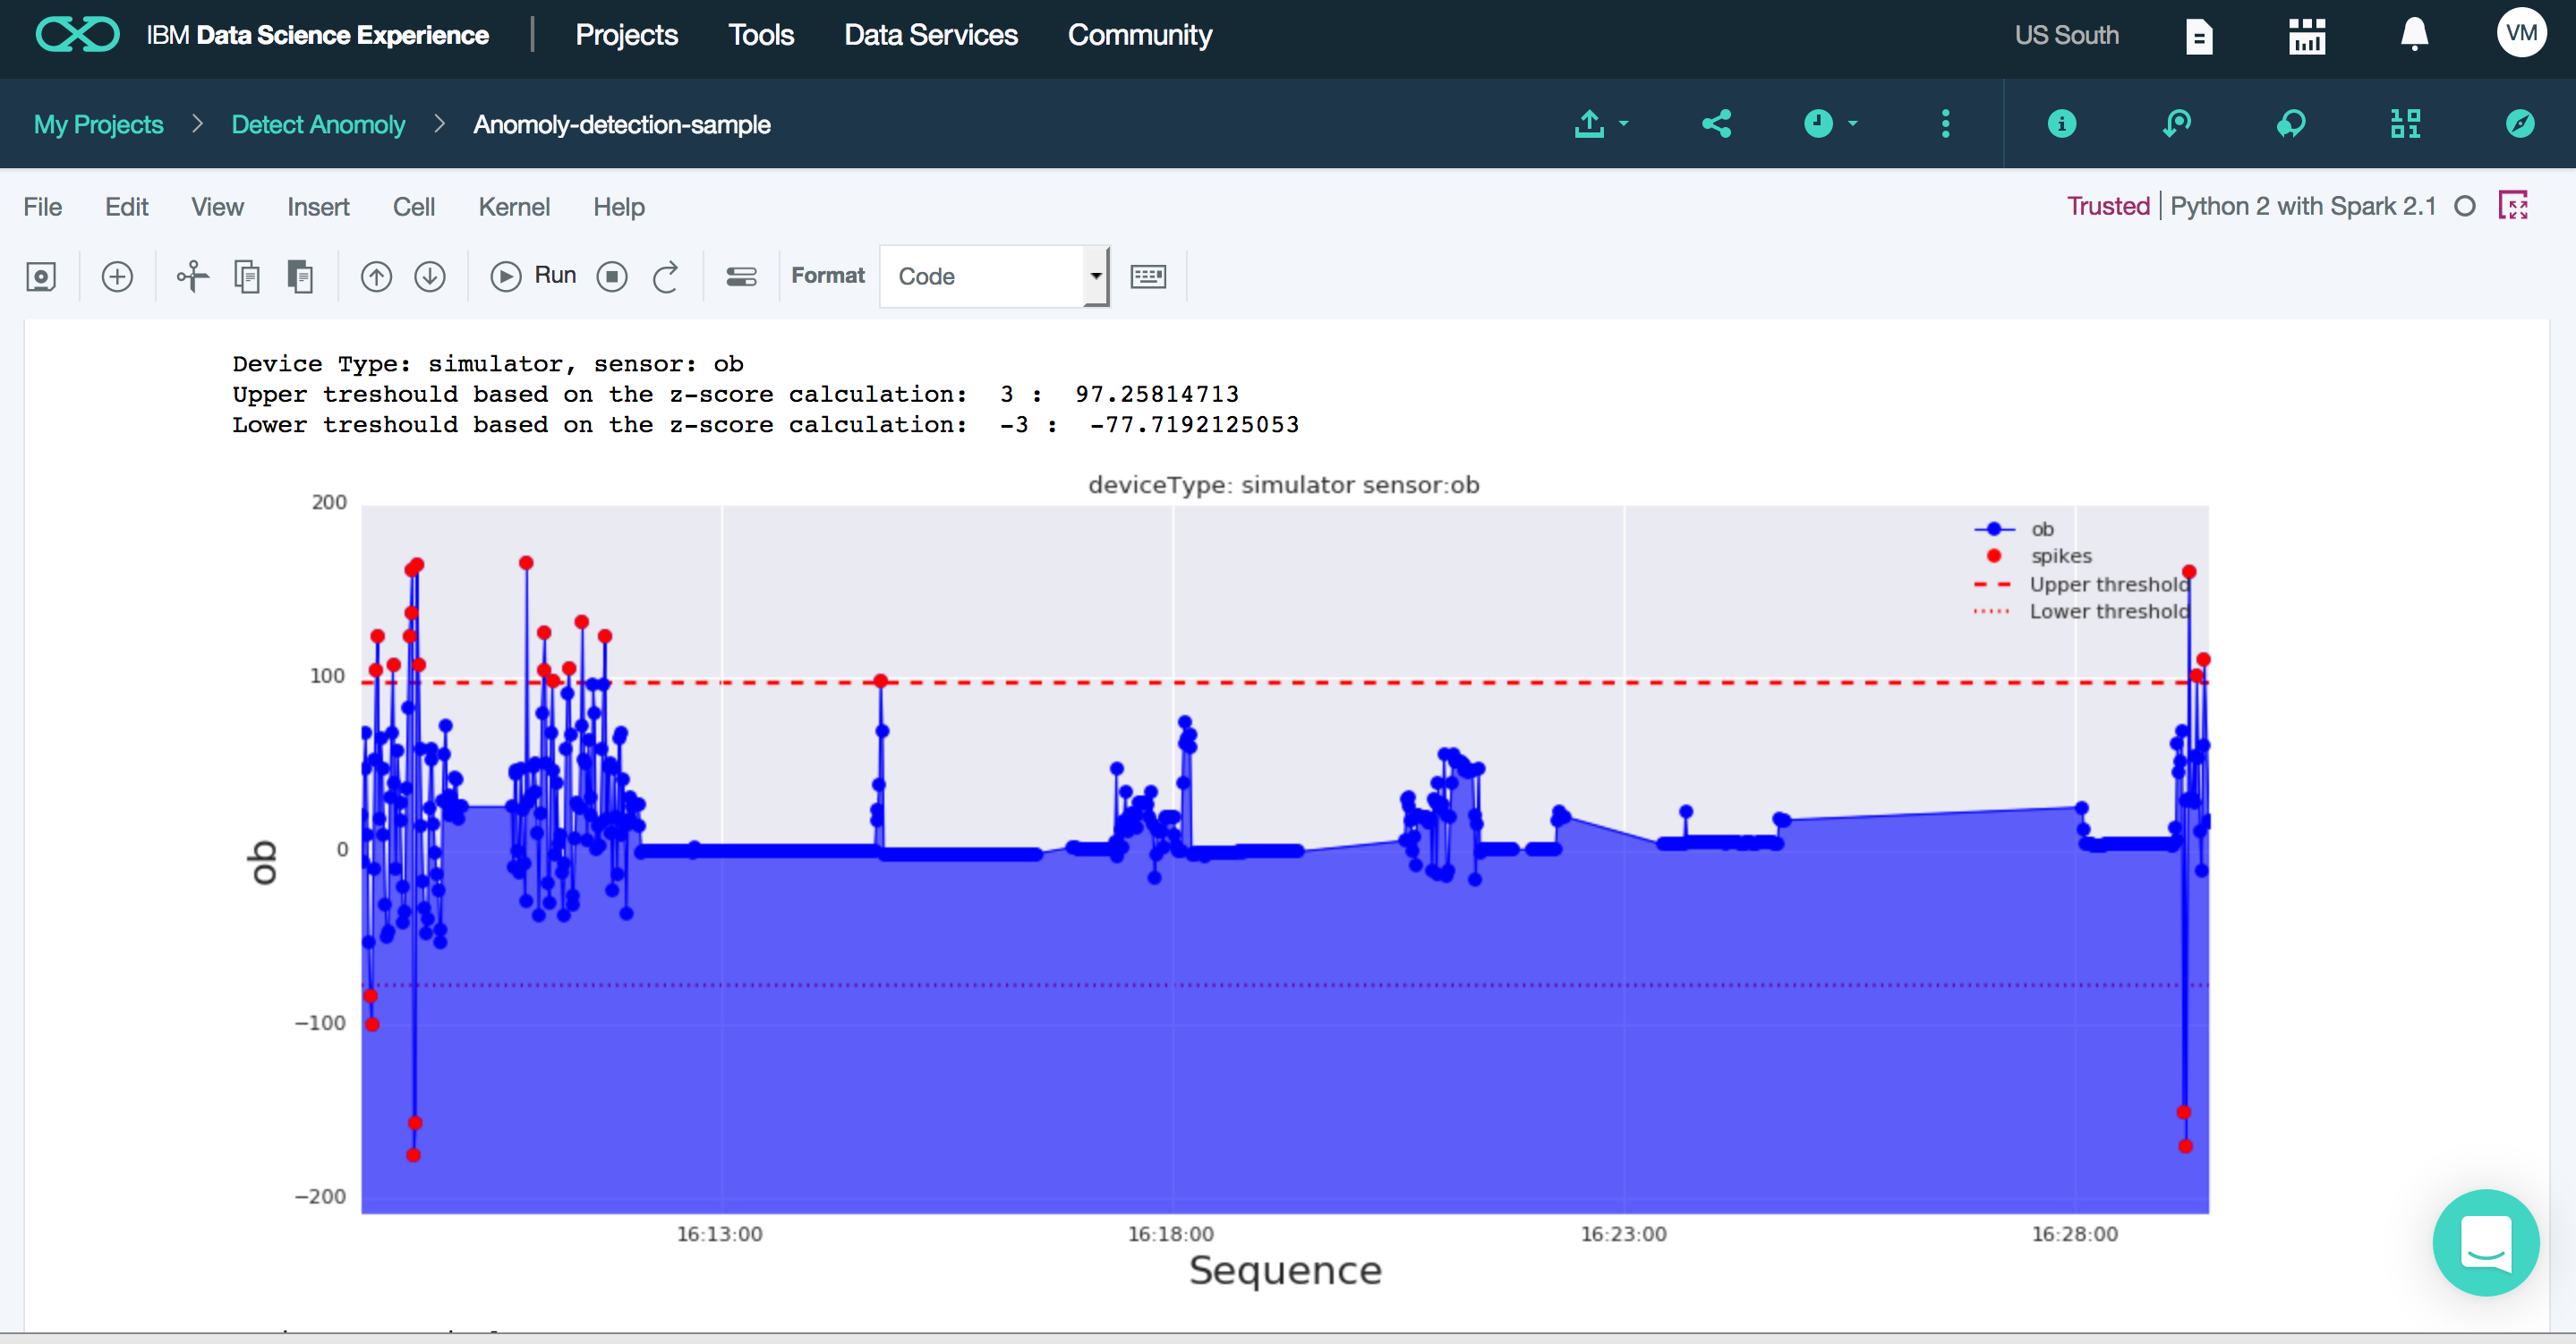 IBM Data Science Experience Projects Tools Data Services Community US South VM
My Projects > Detect Anomoly > Anomoly-detection-sample
File Edit View Insert Cell Kernel Help Trusted | Python 2 with Spark 2.1
Run Format Code
Device Type: simulator, sensor: ob
Upper treshould based on the z-score calculation: 3 : 97.25814713
Lower treshould based on the z-score calculation: -3 : -77.7192125053
deviceType: simulator sensor:ob
200
100
0
−100
−200
ob
ob
spikes
Upper threshold
Lower threshold
16:13:00 16:18:00 16:23:00 16:28:00
Sequence